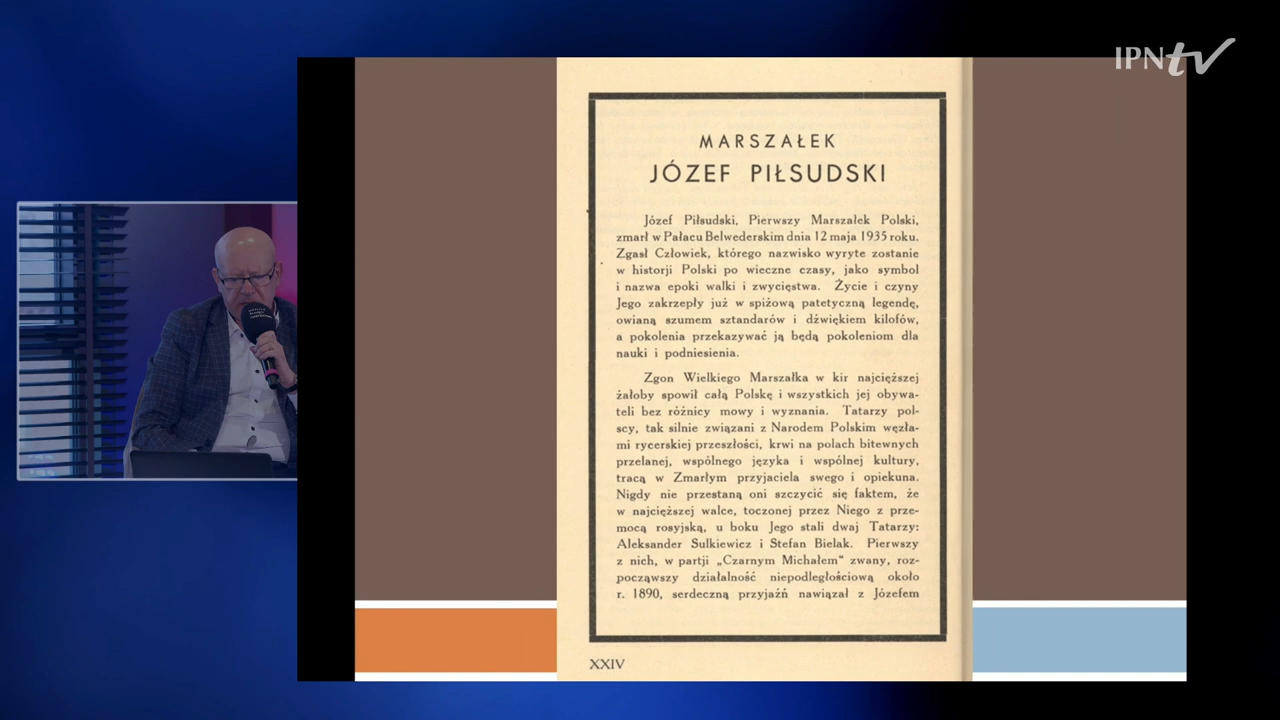 IPNtv
MARSZAŁEK
JÓZEF PIŁSUDSKI
Józef Piłsudski, Pierwszy Marszałek Polski,
zmarł w Pałacu Belwederskim dnia 12 maja 1935 roku.
Zgasł Człowiek, którego nazwisko wyryte zostanie
w historji Polski po wieczne czasy, jako symbol
i nazwa epoki walki i zwycięstwa. Życie i czyny
Jego zakrzepły już w spiżową patetyczną legendę,
owianą szumem sztandarów i dźwiękiem kilofów,
a pokolenia przekazywać ją będą pokoleniom dla
nauki i podniesienia.
Zgon Wielkiego Marszałka w kir najcięższej
żałoby spowił całą Polskę i wszystkich jej obywa-
teli bez różnicy mowy i wyznania. Tatarzy pol-
scy, tak silnie związani z Narodem Polskim węzła-
mi rycerskiej przeszłości, krwi na polach bitewnych
przelanej, wspólnego języka i wspólnej kultury,
tracą w Zmarłym przyjaciela swego i opiekuna.
Nigdy nie przestaną oni szczycić się faktem, że
w najcięższej walce, toczonej przez Niego z prze-
mocą rosyjską, u boku Jego stali dwaj Tatarzy:
Aleksander Sulkiewicz i Stefan Bielak. Pierwszy
z nich, w partji „Czarnym Michałem“ zwany, roz-
począwszy działalność niepodległościową około
r. 1890, serdeczną przyjaźń nawiązał z Józefem
XXIV